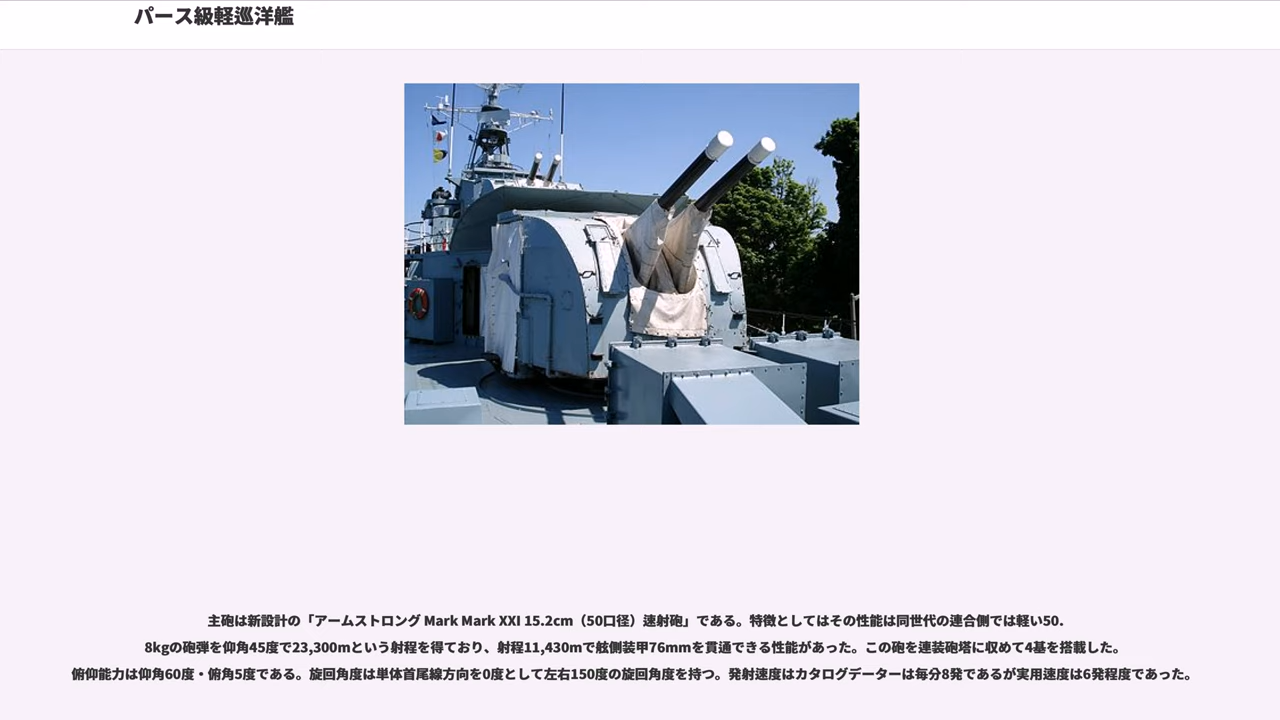 パース級軽巡洋艦
主砲は新設計の「アームストロング Mark Mark XXI 15.2cm（50口径）速射砲」である。特徴としてはその性能は同世代の連合側では軽い50.
8kgの砲弾を仰角45度で23,300mという射程を得ており、射程11,430mで舷側装甲76mmを貫通できる性能があった。この砲を連装砲塔に収めて4基を搭載した。
俯仰能力は仰角60度・俯角5度である。旋回角度は単体首尾線方向を0度として左右150度の旋回角度を持つ。発射速度はカタログデーターは毎分8発であるが実用速度は6発程度であった。